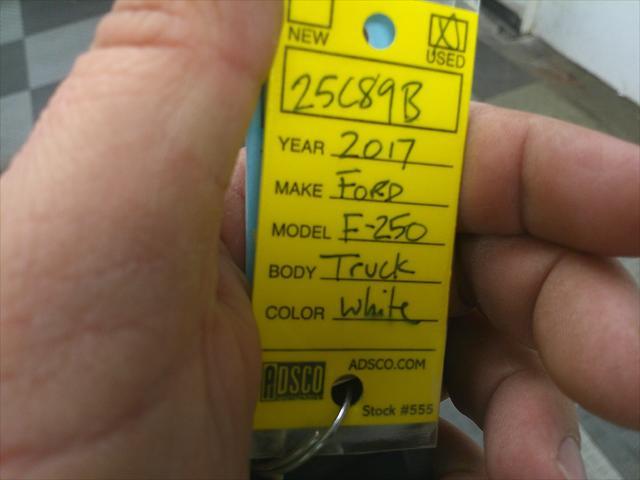 NEW USED
25C89B
YEAR 2017
MAKE FORD
MODEL F-250
BODY Truck
COLOR White
ADSCO ADSCO.COM
Stock #555